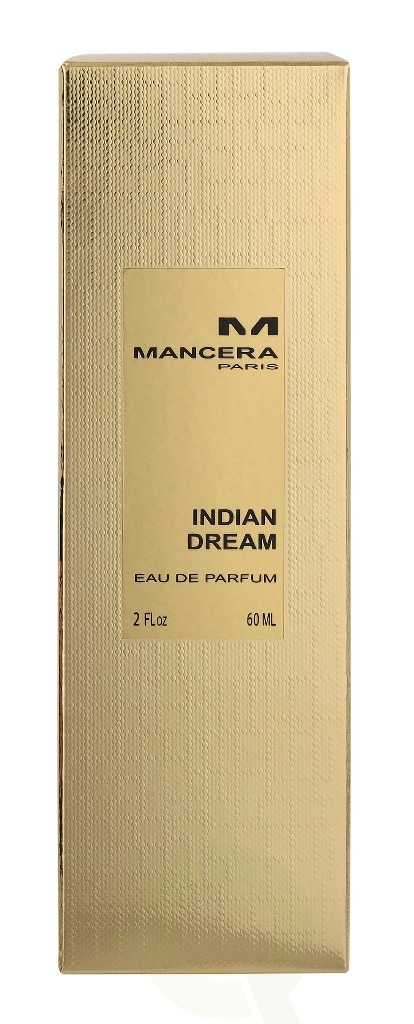 M
MANCERA
PARIS
INDIAN
DREAM
EAU DE PARFUM
2 FLoz 60 ML